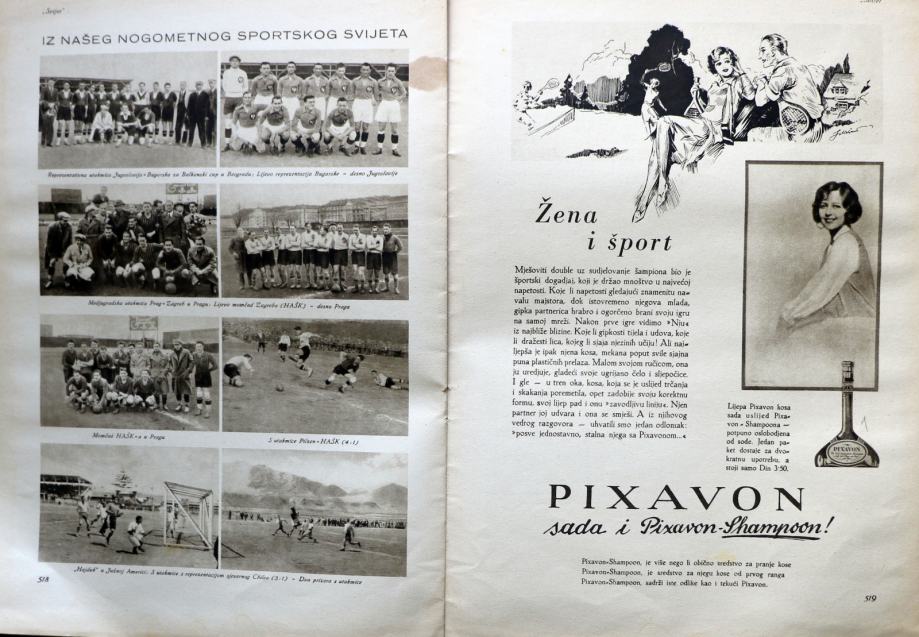 „Svijet"
IZ NAŠEG NOGOMETNOG SPORTSKOG SVIJETA
Reprezentativna utakmica Jugoslavija-Bugarska za Balkanski cup u Beogradu: Lijevo reprezentacija Bugarske - desno Jugoslavije
Medjugradska utakmica Prag-Zagreb u Pragu: Lijevo momčad Zagreba (HAŠK) - desno Praga
Momčad HAŠK-a u Pragu
S utakmice Pilsen-HAŠK (4:1)
„Hajduk" u Južnoj Americi: S utakmice s reprezentacijom sjevernog Chilea (3:1) - Dva prizora s utakmice
518
Žena
i šport
Mješoviti double uz sudjelovanje šampiona bio je
športski dogadjaj, koji je držao mnoštvo u najvećoj
napetosti. Koje li napetosti gledajući znamenitu na-
valu majstora, dok istovremeno njegova mlada,
gipka partnerica hrabro i ogorčeno brani svoju igru
na samoj mreži. Nakon prve igre vidimo »Nju«
iz najbliže blizine. Koje li gipkosti tijela i udova, koje
li dražesti lica, kojeg li sjaja njezinih učiju! Ali naj-
ljepša je ipak njena kosa, mekana poput svile sjajna
puna plastičnih prelaza. Malom svojom ručicom, ona
ju uredjuje, gladeći svoje ugrijano čelo i sljepočice.
I gle — u tren oka, kosa, koja se je uslijed trčanja
i skakanja poremetila, opet zadobije svoju korektnu
formu, svoj lijep pad i onu »zavodljivu liniju«. Njen
partner joj udvara i ona se smješi. A iz njihovog
vedrog razgovora — uhvatili smo jedan odlomak:
»posve jednostavno, stalna njega sa Pixavonom...«
Lijepa Pixavon kosa
sada uslijed Pixa-
von-Shampoona —
potpuno oslobodjena
od sode. Jedan pa-
ket dostaje za dvo-
kratnu upotrebu, a
stoji samo Din 3·50.
PIXAVON
PIXAVON
sada i Pixavon-Shampoon!
Pixavon-Shampoon, je više nego li obično sredstvo za pranje kose
Pixavon-Shampoon, je sredstvo za njegu kose od prvog ranga
Pixavon-Shampoon, sadrži iste odlike kao i tekući Pixavon.
519